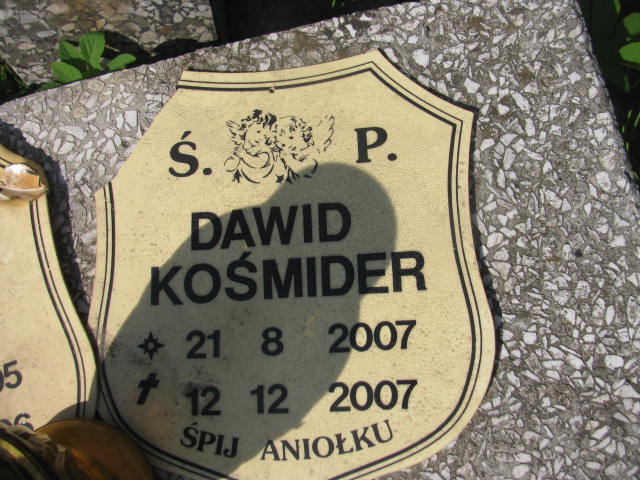 Ś. P.
DAWID
KOŚMIDER
21 8 2007
12 12 2007
ŚPIJ ANIOŁKU